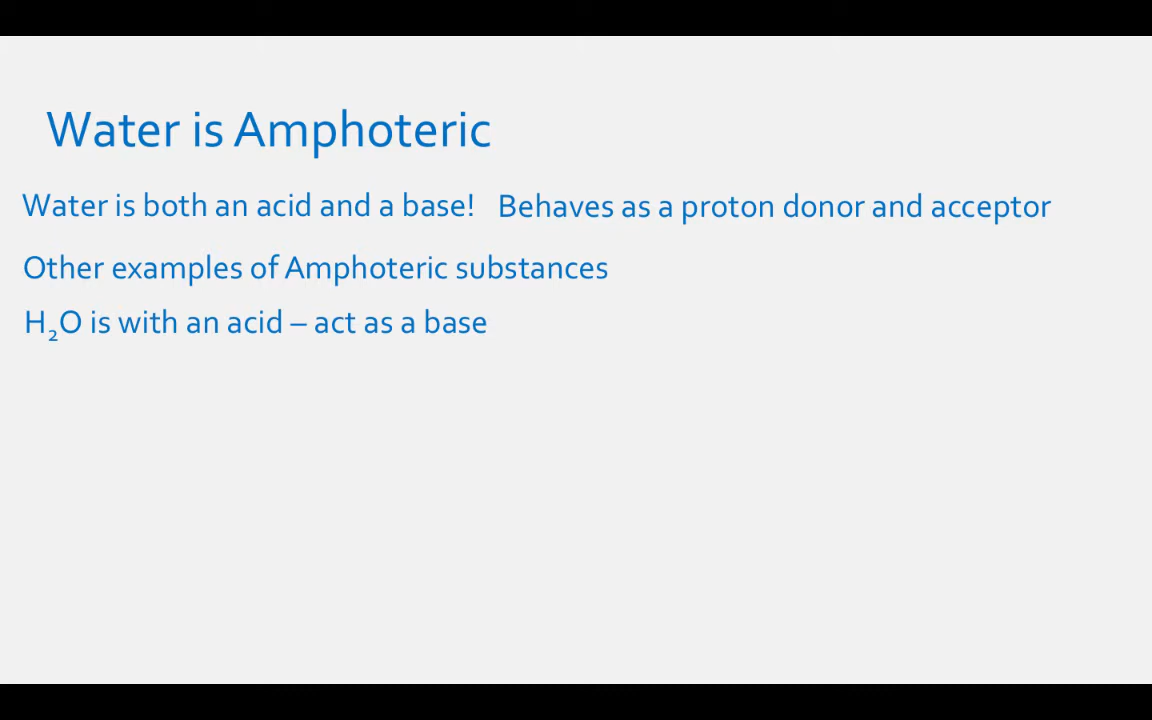 Water is Amphoteric
Water is both an acid and a base! Behaves as a proton donor and acceptor
Other examples of Amphoteric substances
H₂O is with an acid – act as a base